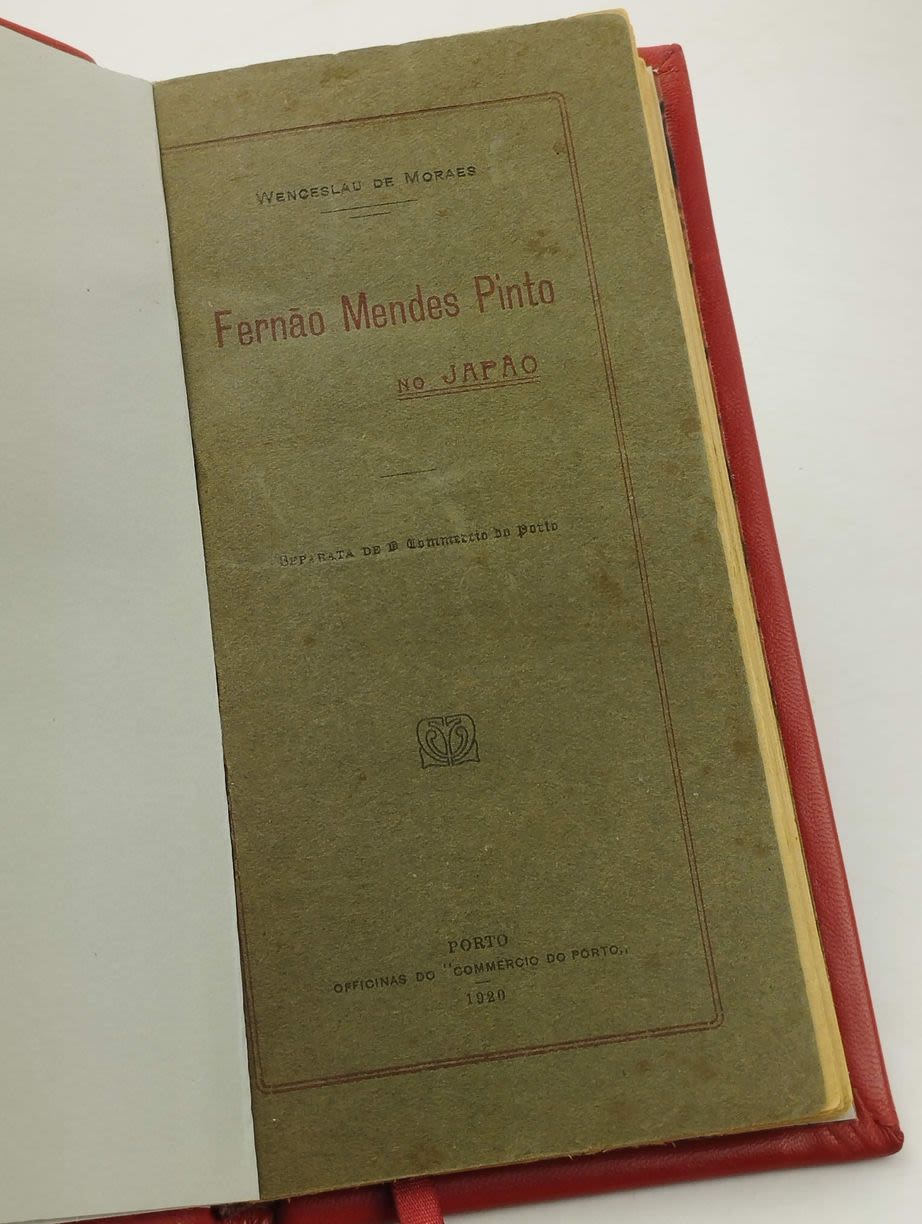 Wenceslau de Moraes
Fernão Mendes Pinto
NO JAPÃO
Separata de O Commercio do Porto
PORTO
OFFICINAS DO "COMMERCIO DO PORTO„
1920